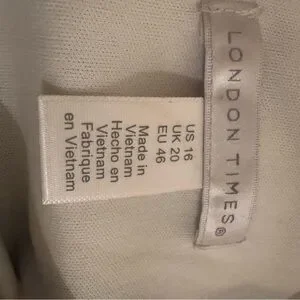 LONDON TIMES®
US 16
UK 20
EU 46
Made in
Vietnam
Hecho en
Vietnam
Fabrique
en Vietnam